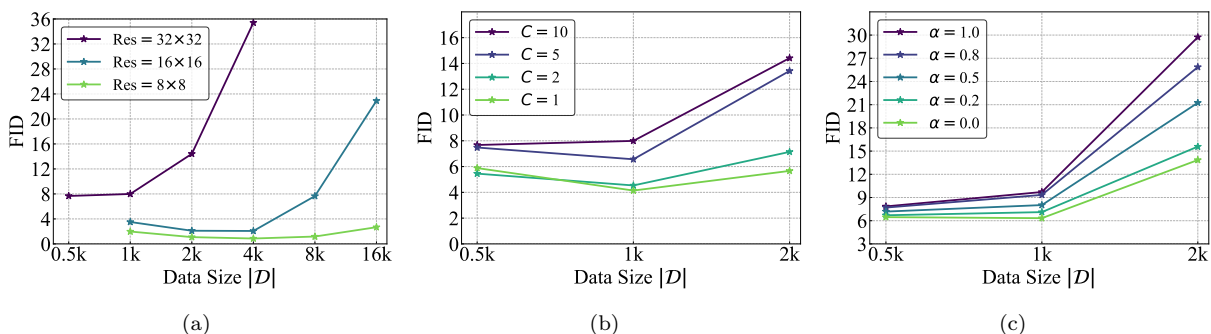 FID
36
32
28
24
20
16
12
8
4
0
Res = 32×32
Res = 16×16
Res = 8×8
0.5k 1k 2k 4k 8k 16k
Data Size |𝒟|
(a)
FID
16
14
12
10
8
6
4
2
0
C = 10
C = 5
C = 2
C = 1
0.5k 1k 2k
Data Size |𝒟|
(b)
FID
30
27
24
21
18
15
12
9
6
3
α = 1.0
α = 0.8
α = 0.5
α = 0.2
α = 0.0
0.5k 1k 2k
Data Size |𝒟|
(c)